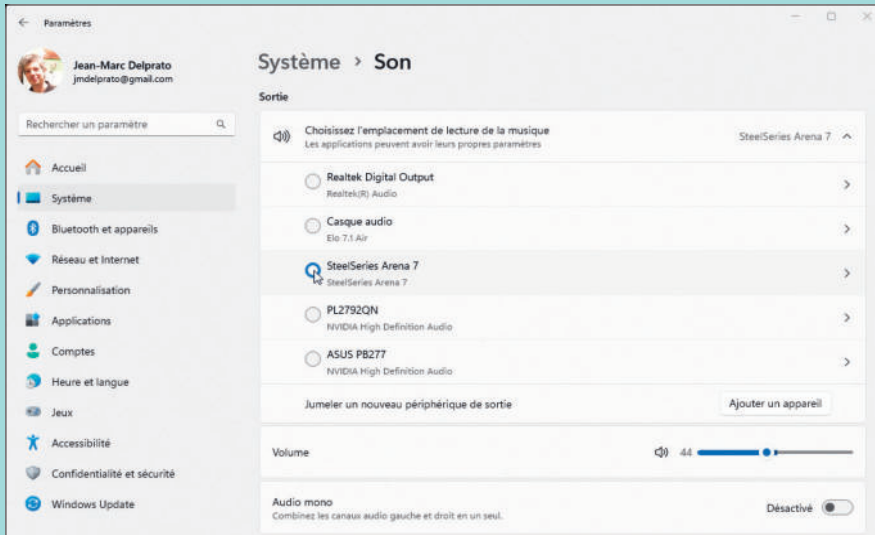 Paramètres
Jean-Marc Delprato
jmdelprato@gmail.com
Rechercher un paramètre
Accueil
Système
Bluetooth et appareils
Réseau et Internet
Personnalisation
Applications
Comptes
Heure et langue
Jeux
Accessibilité
Confidentialité et sécurité
Windows Update
Système > Son
Sortie
Choisissez l'emplacement de lecture de la musique
Les applications peuvent avoir leurs propres paramètres
SteelSeries Arena 7
Realtek Digital Output
Realtek(R) Audio
Casque audio
Elo 7.1 Air
SteelSeries Arena 7
SteelSeries Arena 7
PL2792QN
NVIDIA High Definition Audio
ASUS PB277
NVIDIA High Definition Audio
Jumeler un nouveau périphérique de sortie
Ajouter un appareil
Volume
44
Audio mono
Combinez les canaux audio gauche et droit en un seul.
Désactivé